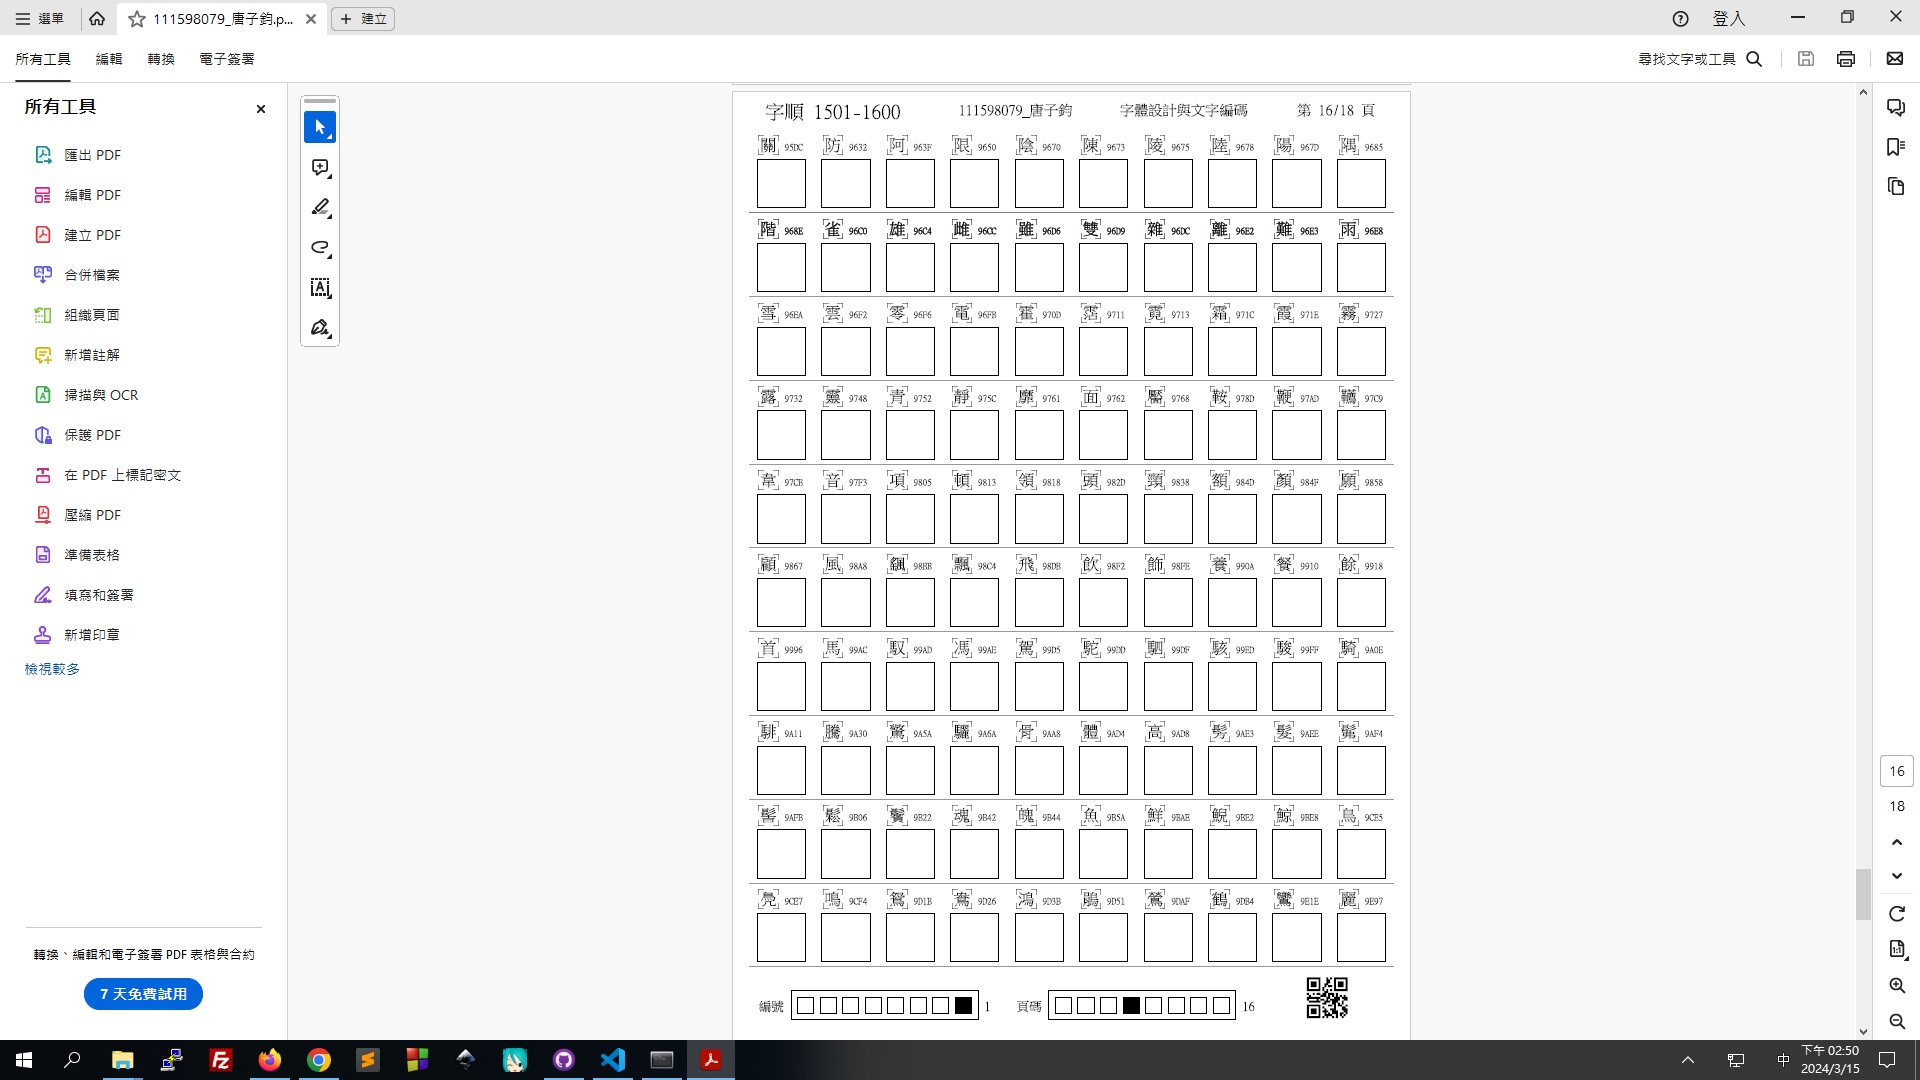 選單
111598079_唐子鈞.p...
建立
登入
所有工具 編輯 轉換 電子簽署
尋找文字或工具
所有工具
匯出 PDF
編輯 PDF
建立 PDF
合併檔案
組織頁面
新增註解
掃描與 OCR
保護 PDF
在 PDF 上標記密文
壓縮 PDF
準備表格
填寫和簽署
新增印章
檢視較多
轉換、編輯和電子簽署 PDF 表格與合約
7 天免費試用
字順 1501-1600 111598079_唐子鈞 字體設計與文字編碼 第 16/18 頁
關 95DC 防 9632 阿 963F 限 9650 陰 9670 陳 9673 陵 9675 陸 9678 陽 967D 隅 9685
階 968E 雀 96C0 雄 96C4 雌 96CC 雖 96D6 雙 96D9 雜 96DC 離 96E2 難 96E3 雨 96E8
雪 96EA 雲 96F2 零 96F6 電 96FB 霍 970D 霑 9711 霓 9713 霜 971C 霞 971E 霧 9727
露 9732 靈 9748 青 9752 靜 975C 靡 9761 面 9762 靨 9768 鞍 978D 鞭 97AD 韉 97C9
韋 97CB 音 97F3 項 9805 頓 9813 領 9818 頭 982D 頸 9838 額 984D 顏 984F 願 9858
顧 9867 風 98A8 颻 98BB 飄 98C4 飛 98DB 飲 98F2 飾 98FE 養 990A 餐 9910 餘 9918
首 9996 馬 99AC 馭 99AD 馮 99AE 駕 99D5 駝 99DD 駟 99DF 駭 99ED 駿 99FF 騎 9A0E
騑 9A11 騰 9A30 驚 9A5A 驪 9A6A 骨 9AA8 體 9AD4 高 9AD8 髣 9AE3 髮 9AEE 髴 9AF4
髻 9AFB 鬆 9B06 鬢 9B22 魂 9B42 魄 9B44 魚 9B5A 鮮 9BAE 鯢 9BE2 鯨 9BE8 鳥 9CE5
鳧 9CE7 鳴 9CF4 鴛 9D1B 鴦 9D26 鴻 9D3B 鵑 9D51 鶯 9DAF 鶴 9DB4 鸞 9E1E 麗 9E97
編號 1 頁碼 16
16
18
中
下午 02:50
2024/3/15